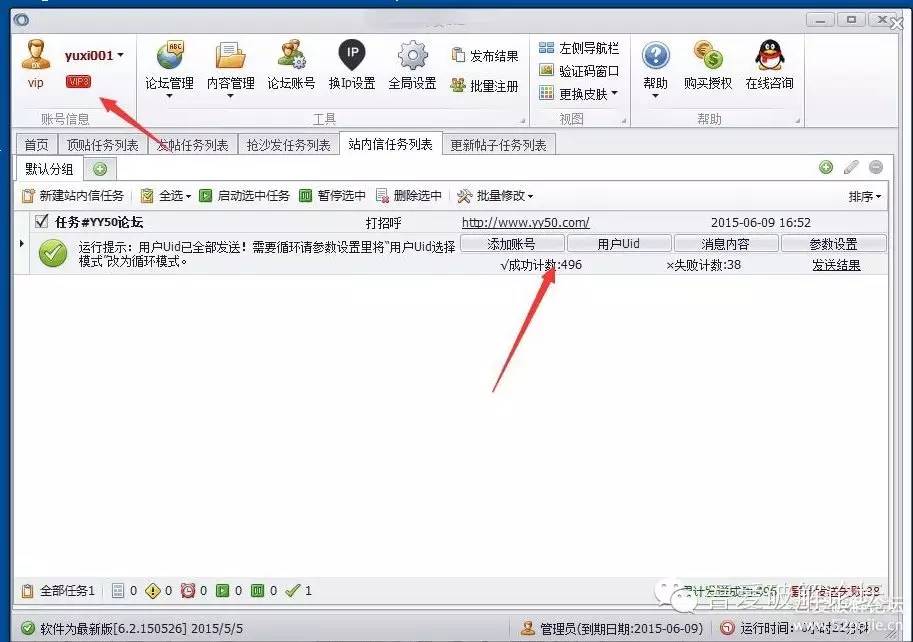 yuxi001
vip VIP3
论坛管理 内容管理 论坛账号 换Ip设置 全局设置
发布结果
批量注册
左侧导航栏
验证码窗口
更换皮肤
帮助 购买授权 在线咨询
账号信息 工具 视图 帮助
首页 顶贴任务列表 发帖任务列表 抢沙发任务列表 站内信任务列表 更新帖子任务列表
默认分组
新建站内信任务 全选 启动选中任务 暂停选中 删除选中 批量修改 排序
任务#YY50论坛 打招呼 http://www.yy50.com/ 2015-06-09 16:52
运行提示：用户Uid已全部发送！需要循环请参数设置里将"用户Uid选择
模式"改为循环模式。
添加账号 用户Uid 消息内容 参数设置
√成功计数:496 ×失败计数:38 发送结果
全部任务1 0 0 0 0 0 1
吾爱破解论坛
软件为最新版[6.2.150526] 2015/5/5 管理员(到期日期:2015-06-09) 运行时间:
www.52pojie.cn